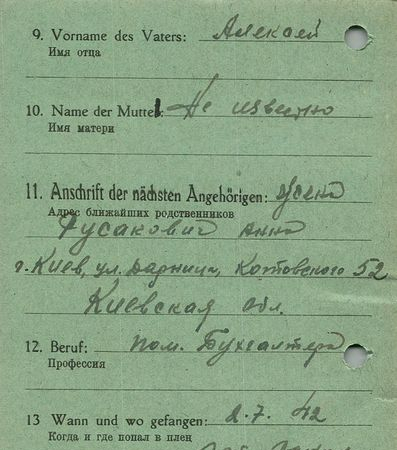 9. Vorname des Vaters: Алексей
Имя отца
10. Name der Mutter: Не известно
Имя матери
11. Anschrift der nächsten Angehörigen: жена
Адрес ближайших родственников
Русакович Анна
г. Киев, ул. Дарница, Котовского 52
Киевская обл.
12. Beruf: пом. Бухгалтера
Профессия
13 Wann und wo gefangen: 2.7.42
Когда и где попал в плен